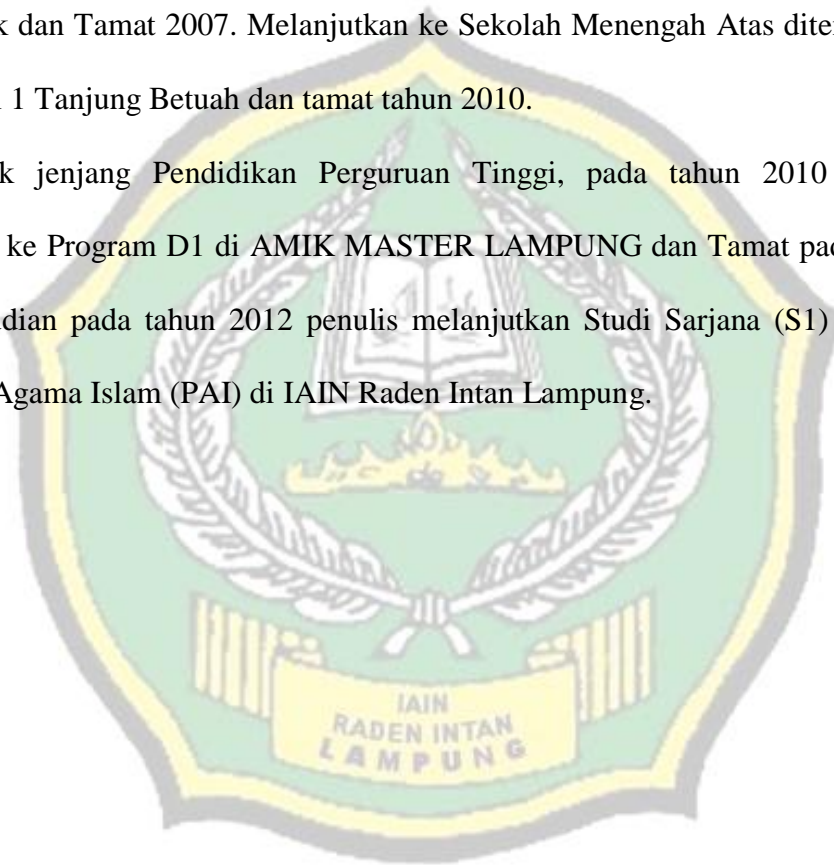 k dan Tamat 2007. Melanjutkan ke Sekolah Menengah Atas
1 Tanjung Betuah dan tamat tahun 2010.
k jenjang Pendidikan Perguruan Tinggi, pada tahun 2010
ke Program D1 di AMIK MASTER LAMPUNG dan Tamat
dian pada tahun 2012 penulis melanjutkan Studi Sarjana (S1)
Agama Islam (PAI) di IAIN Raden Intan Lampung.
IAIN
RADEN INTAN
LAMPUNG